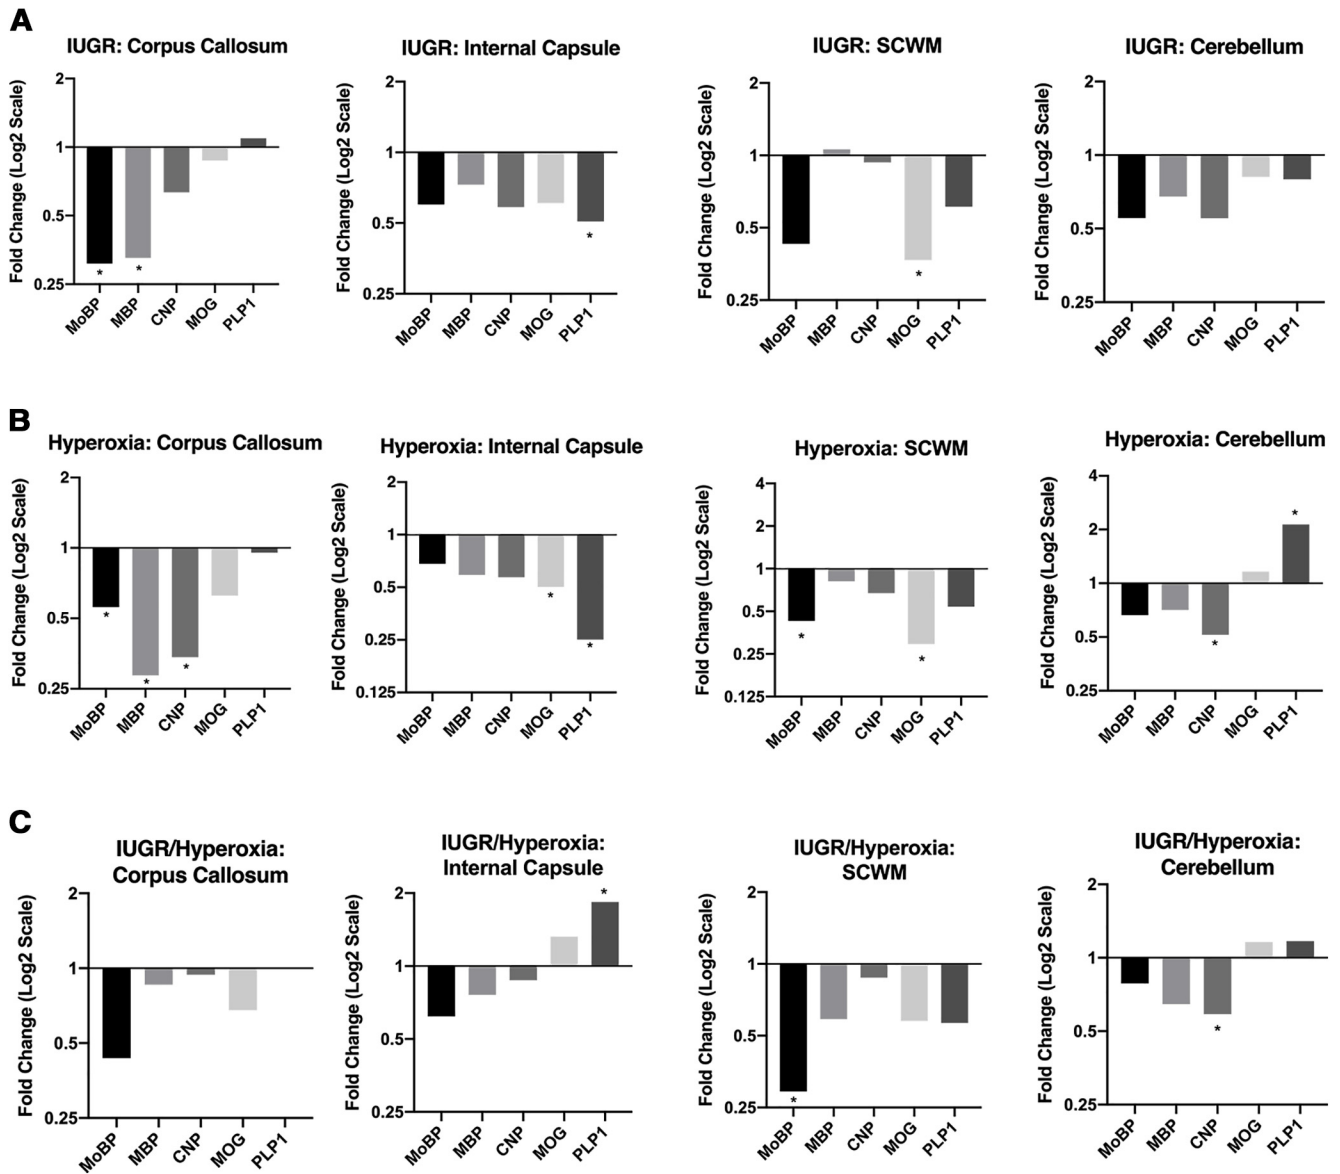 A
IUGR: Corpus Callosum
Fold Change (Log2 Scale)
2
1
0.5
0.25
*
*
MoBP
MBP
CNP
MOG
PLP1
IUGR: Internal Capsule
Fold Change (Log2 Scale)
2
1
0.5
0.25
*
MoBP
MBP
CNP
MOG
PLP1
IUGR: SCWM
Fold Change (Log2 Scale)
2
1
0.5
0.25
*
MoBP
MBP
CNP
MOG
PLP1
IUGR: Cerebellum
Fold Change (Log2 Scale)
2
1
0.5
0.25
MoBP
MBP
CNP
MOG
PLP1
B
Hyperoxia: Corpus Callosum
Fold Change (Log2 Scale)
2
1
0.5
0.25
*
*
*
MoBP
MBP
CNP
MOG
PLP1
Hyperoxia: Internal Capsule
Fold Change (Log2 Scale)
2
1
0.5
0.25
0.125
*
*
MoBP
MBP
CNP
MOG
PLP1
Hyperoxia: SCWM
Fold Change (Log2 Scale)
4
2
1
0.5
0.25
0.125
*
*
MoBP
MBP
CNP
MOG
PLP1
Hyperoxia: Cerebellum
Fold Change (Log2 Scale)
4
2
1
0.5
0.25
*
*
MoBP
MBP
CNP
MOG
PLP1
C
IUGR/Hyperoxia:
Corpus Callosum
Fold Change (Log2 Scale)
2
1
0.5
0.25
MoBP
MBP
CNP
MOG
PLP1
IUGR/Hyperoxia:
Internal Capsule
Fold Change (Log2 Scale)
2
1
0.5
0.25
*
MoBP
MBP
CNP
MOG
PLP1
IUGR/Hyperoxia:
SCWM
Fold Change (Log2 Scale)
2
1
0.5
0.25
*
MoBP
MBP
CNP
MOG
PLP1
IUGR/Hyperoxia:
Cerebellum
Fold Change (Log2 Scale)
2
1
0.5
0.25
*
MoBP
MBP
CNP
MOG
PLP1